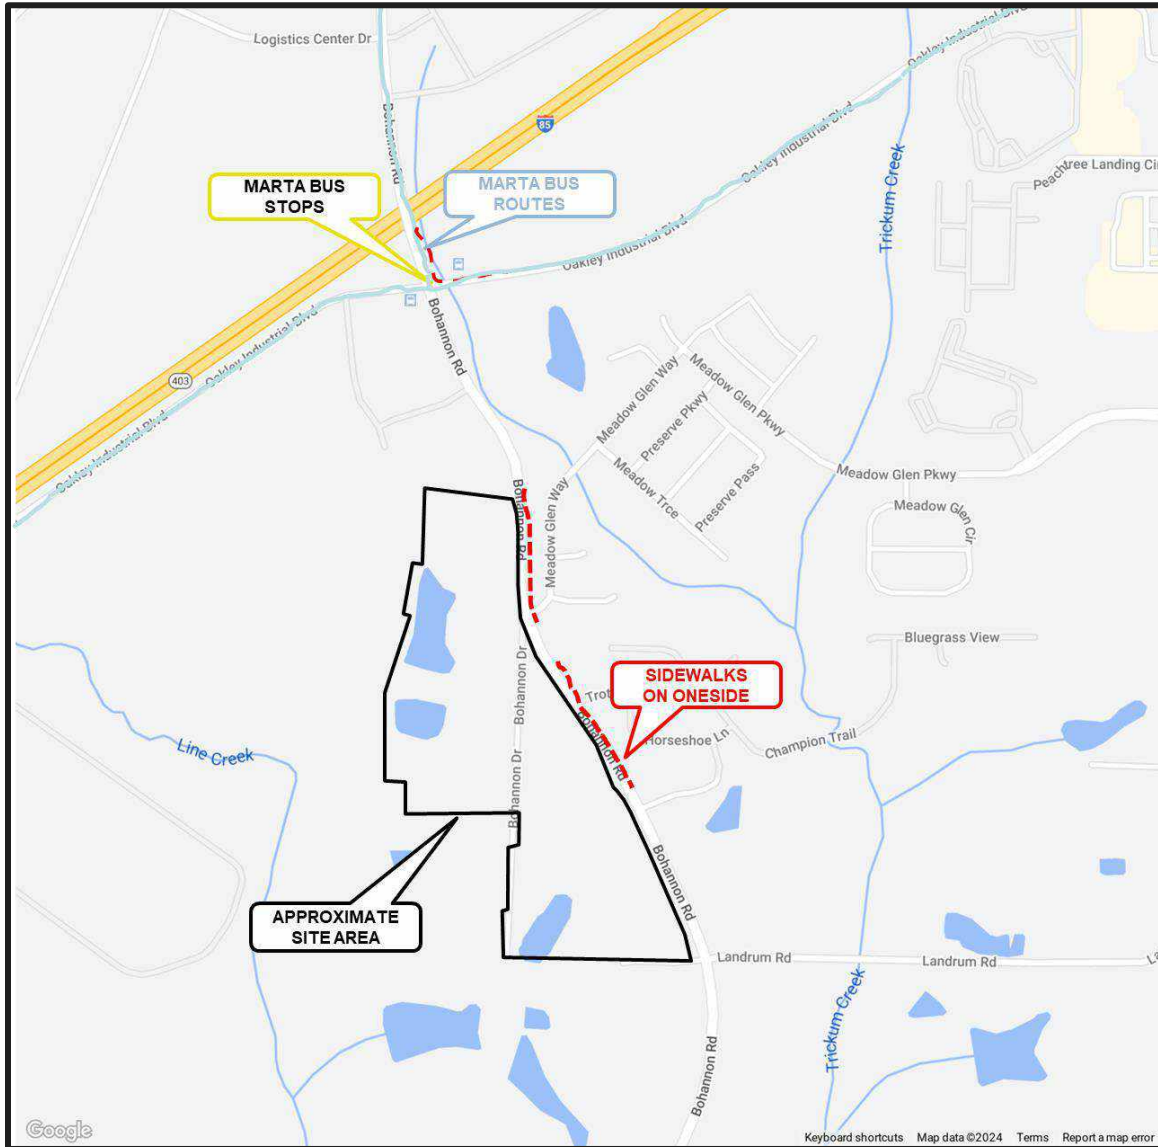 Logistics Center Dr
Oakley Industrial Blvd
Bohannon Rd
85
Oakley Industrial Blvd
Trickum Creek
Peachtree Landing Cir
MARTA BUS
STOPS
MARTA BUS
ROUTES
Oakley Industrial Blvd
Oakley Industrial Blvd
Bohannon Rd
403
Oakley Industrial Blvd
Meadow Glen Way
Meadow Glen Pkwy
Preserve Pkwy
Meadow Glen Pkwy
Meadow Trce
Preserve Pass
Meadow Glen Cir
Bohannon Rd
Meadow Glen Way
Bluegrass View
Bohannon Dr
SIDEWALKS
ON ONESIDE
Trot
Bohannon Rd
Horseshoe Ln
Champion Trail
Line Creek
Bohannon Dr
Bohannon Rd
APPROXIMATE
SITE AREA
Landrum Rd
Landrum Rd
La
Trickum Creek
Bohannon Rd
Google
Keyboard shortcuts Map data ©2024 Terms Report a map error